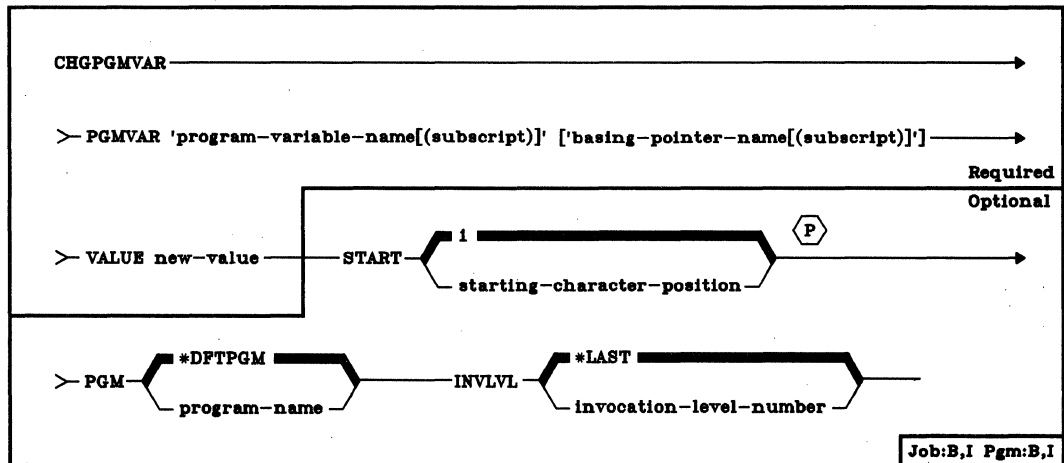 CHGPGMVAR
PGMVAR 'program-variable-name[(subscript)]' ['basing-pointer-name[(subscript)]']
Required
Optional
1
P
VALUE new-value START
starting-character-position
*DFTPGM *LAST
PGM INVLVL
program-name invocation-level-number
Job:B,I Pgm:B,I